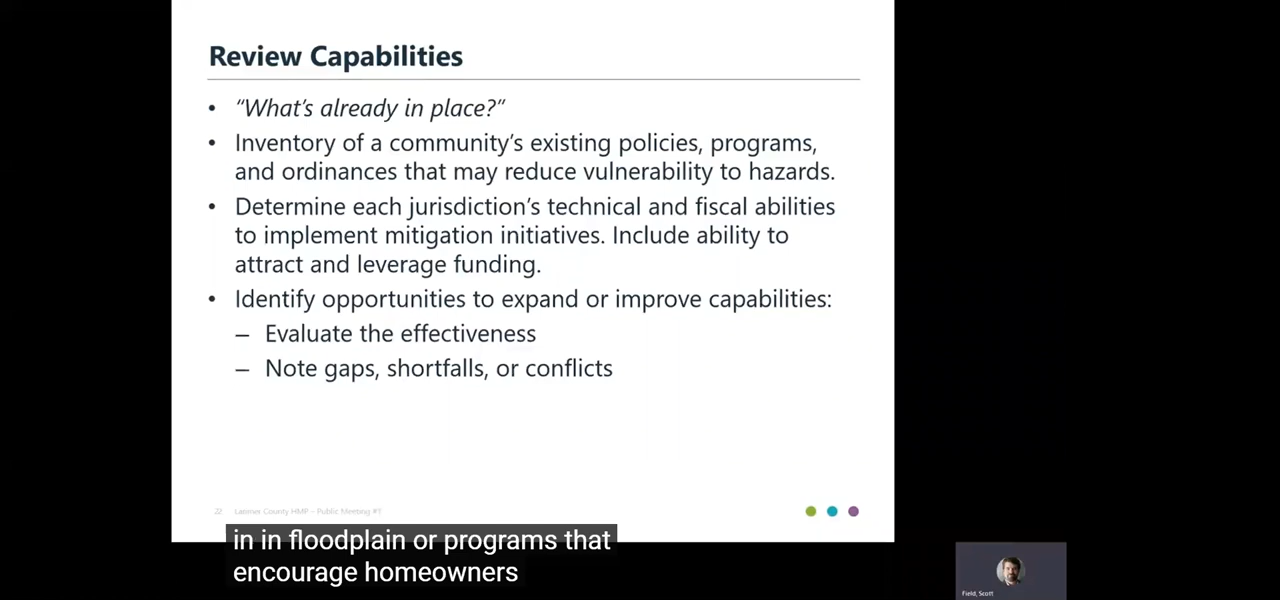 Review Capabilities
• "What's already in place?"
• Inventory of a community's existing policies, programs,
and ordinances that may reduce vulnerability to hazards.
• Determine each jurisdiction's technical and fiscal abilities
to implement mitigation initiatives. Include ability to
attract and leverage funding.
• Identify opportunities to expand or improve capabilities:
– Evaluate the effectiveness
– Note gaps, shortfalls, or conflicts
Larimer County HMP – Public Meeting #1
in in floodplain or programs that
encourage homeowners
Field, Scott